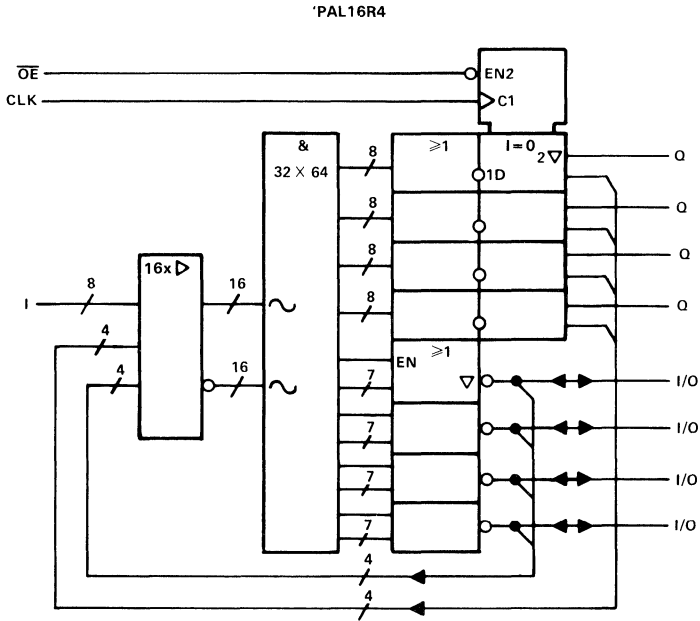 'PAL16R4
OE
EN2
CLK
C1
&
≥1
I=0
2 ▽
Q
32 X 64
8
1D
8
Q
16x ▷
8
Q
I
8
16
8
Q
4
EN
≥1
4
16
7
▽
I/O
7
I/O
7
I/O
7
I/O
4
4